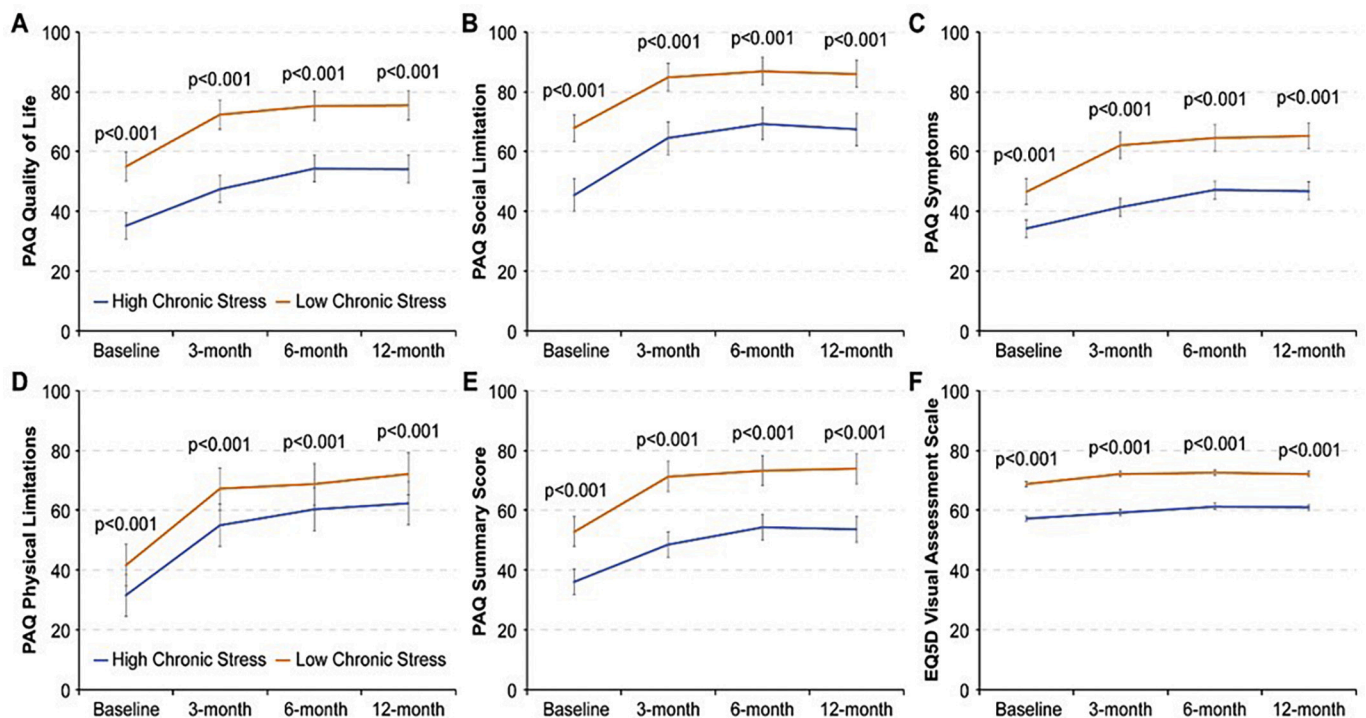 A
PAQ Quality of Life
100
80
60
40
20
0
p<0.001
p<0.001
p<0.001
p<0.001
High Chronic Stress
Low Chronic Stress
Baseline
3-month
6-month
12-month
B
PAQ Social Limitation
100
80
60
40
20
0
p<0.001
p<0.001
p<0.001
p<0.001
Baseline
3-month
6-month
12-month
C
PAQ Symptoms
100
80
60
40
20
0
p<0.001
p<0.001
p<0.001
p<0.001
Baseline
3-month
6-month
12-month
D
PAQ Physical Limitations
100
80
60
40
20
0
p<0.001
p<0.001
p<0.001
p<0.001
High Chronic Stress
Low Chronic Stress
Baseline
3-month
6-month
12-month
E
PAQ Summary Score
100
80
60
40
20
0
p<0.001
p<0.001
p<0.001
p<0.001
Baseline
3-month
6-month
12-month
F
EQ5D Visual Assessment Scale
100
80
60
40
20
0
p<0.001
p<0.001
p<0.001
p<0.001
Baseline
3-month
6-month
12-month